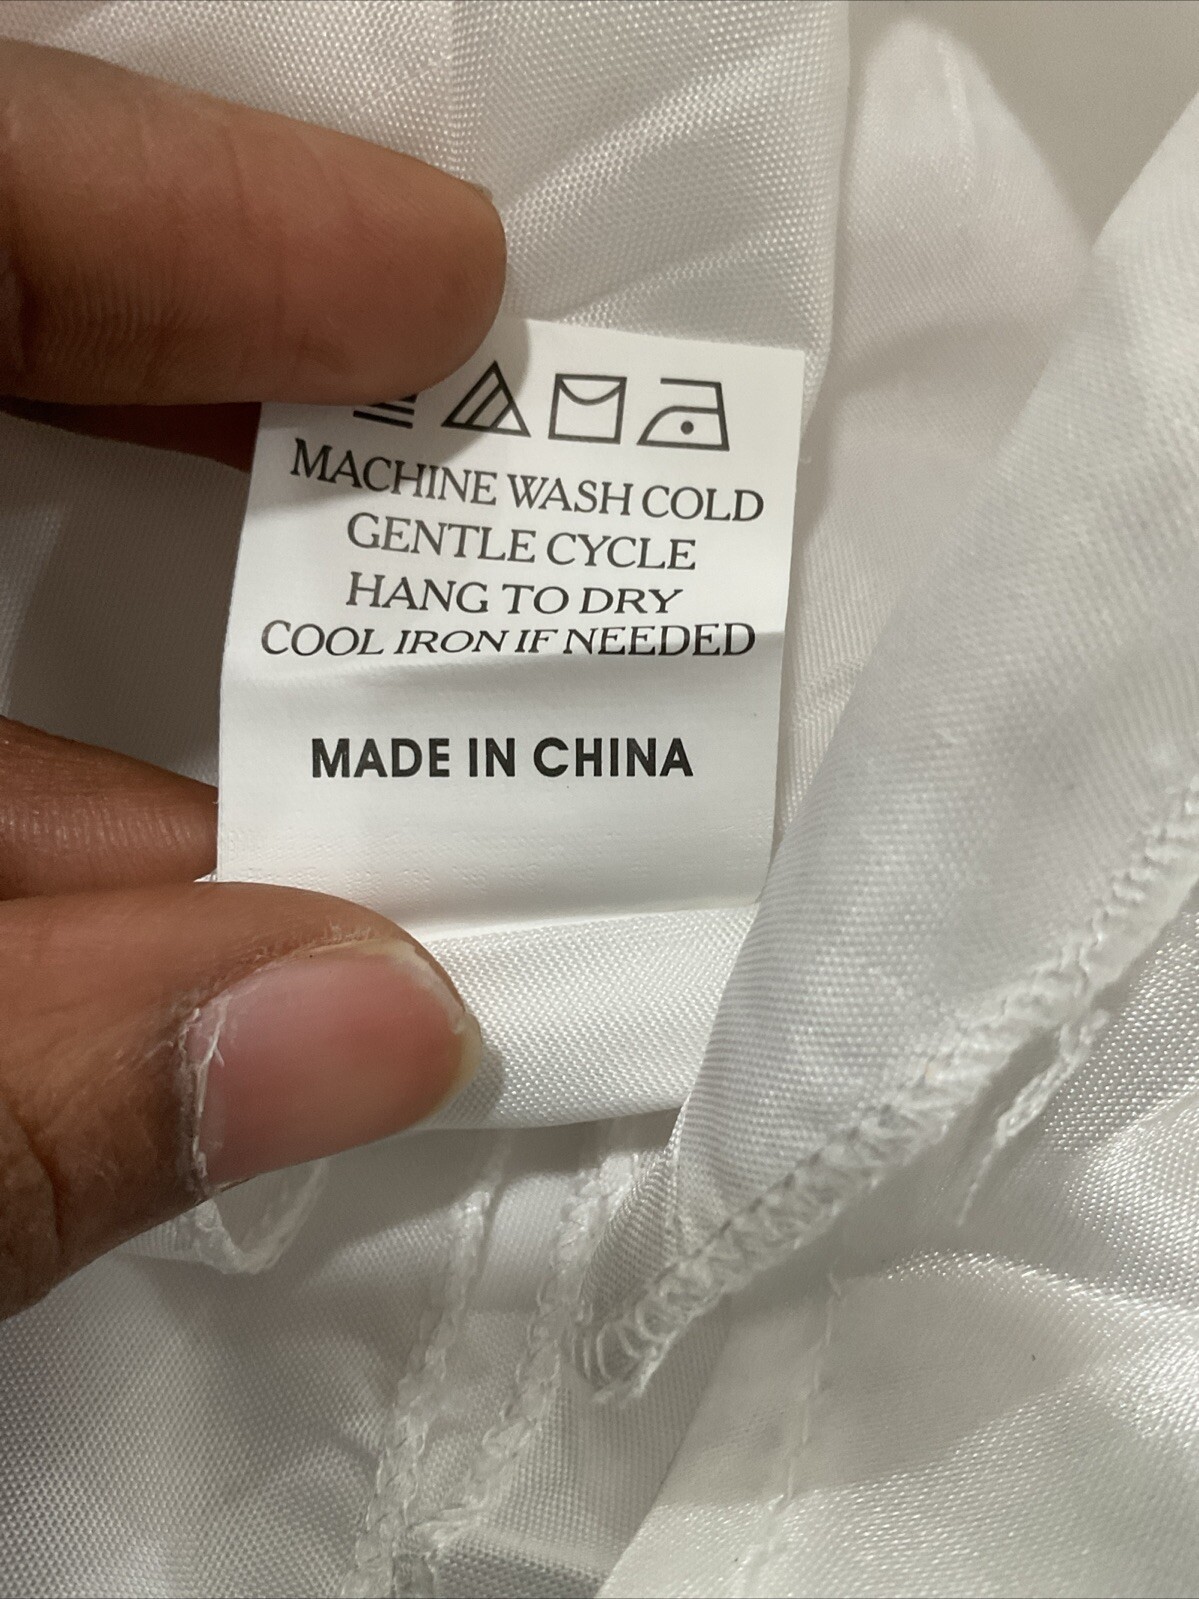 MACHINE WASH COLD
GENTLE CYCLE
HANG TO DRY
COOL IRON IF NEEDED
MADE IN CHINA